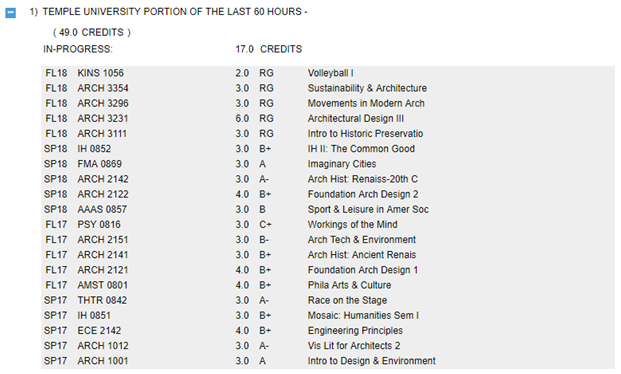 1) TEMPLE UNIVERSITY PORTION OF THE LAST 60 HOURS -
( 49.0 CREDITS )
IN-PROGRESS: 17.0 CREDITS
FL18 KINS 1056 2.0 RG Volleyball I
FL18 ARCH 3354 3.0 RG Sustainability & Architecture
FL18 ARCH 3296 3.0 RG Movements in Modern Arch
FL18 ARCH 3231 6.0 RG Architectural Design III
FL18 ARCH 3111 3.0 RG Intro to Historic Preservatio
SP18 IH 0852 3.0 B+ IH II: The Common Good
SP18 FMA 0869 3.0 A Imaginary Cities
SP18 ARCH 2142 3.0 A- Arch Hist: Renaiss-20th C
SP18 ARCH 2122 4.0 B+ Foundation Arch Design 2
SP18 AAAS 0857 3.0 B Sport & Leisure in Amer Soc
FL17 PSY 0816 3.0 C+ Workings of the Mind
FL17 ARCH 2151 3.0 B- Arch Tech & Environment
FL17 ARCH 2141 3.0 B+ Arch Hist: Ancient Renais
FL17 ARCH 2121 4.0 B+ Foundation Arch Design 1
FL17 AMST 0801 4.0 B+ Phila Arts & Culture
SP17 THTR 0842 3.0 A- Race on the Stage
SP17 IH 0851 3.0 B+ Mosaic: Humanities Sem I
SP17 ECE 2142 4.0 B+ Engineering Principles
SP17 ARCH 1012 3.0 A- Vis Lit for Architects 2
SP17 ARCH 1001 3.0 A Intro to Design & Environment